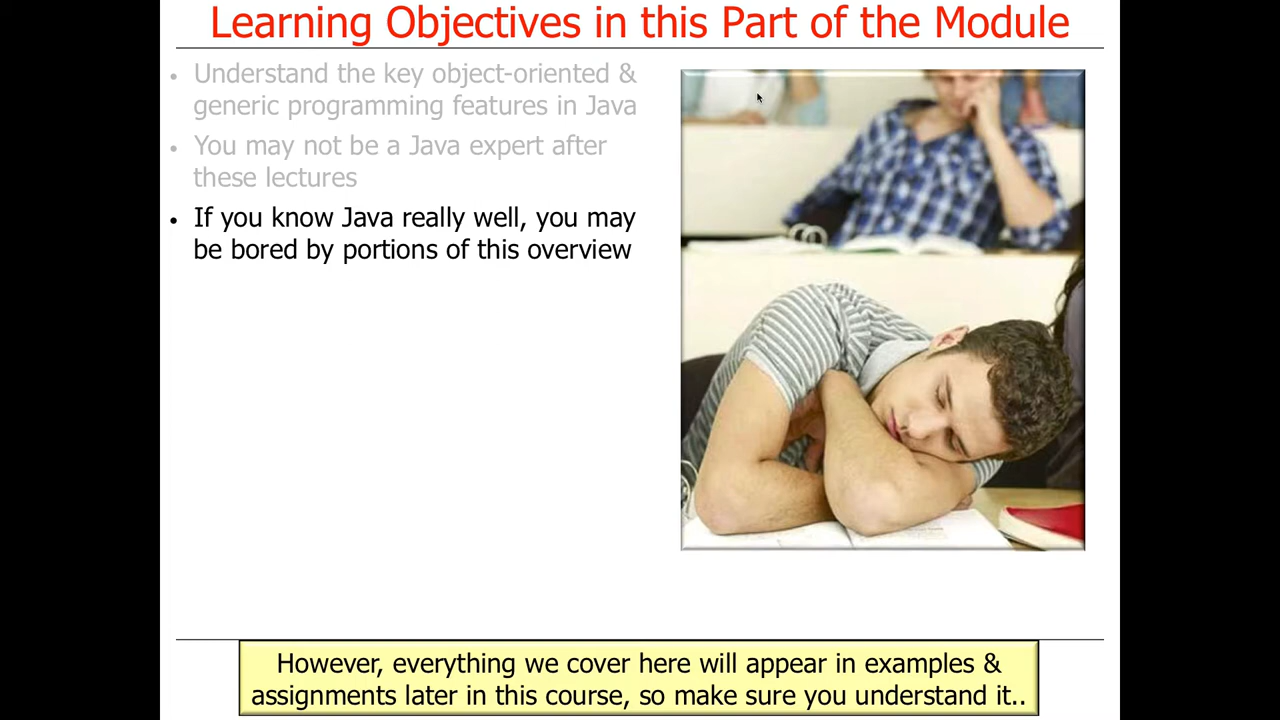 Learning Objectives in this Part of the Module
• Understand the key object-oriented &
generic programming features in Java
• You may not be a Java expert after
these lectures
• If you know Java really well, you may
be bored by portions of this overview
However, everything we cover here will appear in examples &
assignments later in this course, so make sure you understand it..